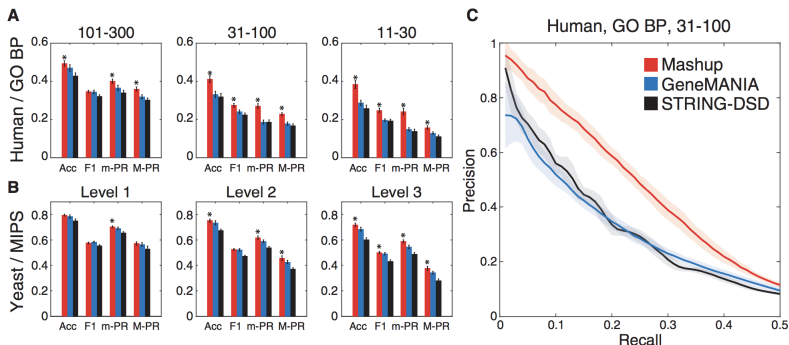 A
101-300
31-100
11-30
Human / GO BP
0.6
0.4
0.2
0
*
*
*
Acc F1 m-PR M-PR
0.6
0.4
0.2
0
*
*
*
*
Acc F1 m-PR M-PR
0.6
0.4
0.2
0
*
*
*
*
Acc F1 m-PR M-PR
B
Level 1
Level 2
Level 3
Yeast / MIPS
0.8
0.6
0.4
0.2
0
*
Acc F1 m-PR M-PR
0.8
0.6
0.4
0.2
0
*
*
*
Acc F1 m-PR M-PR
0.8
0.6
0.4
0.2
0
*
*
*
*
Acc F1 m-PR M-PR
C
Human, GO BP, 31-100
Mashup
GeneMANIA
STRING-DSD
Precision
1
0.8
0.6
0.4
0.2
0 0.1 0.2 0.3 0.4 0.5
Recall